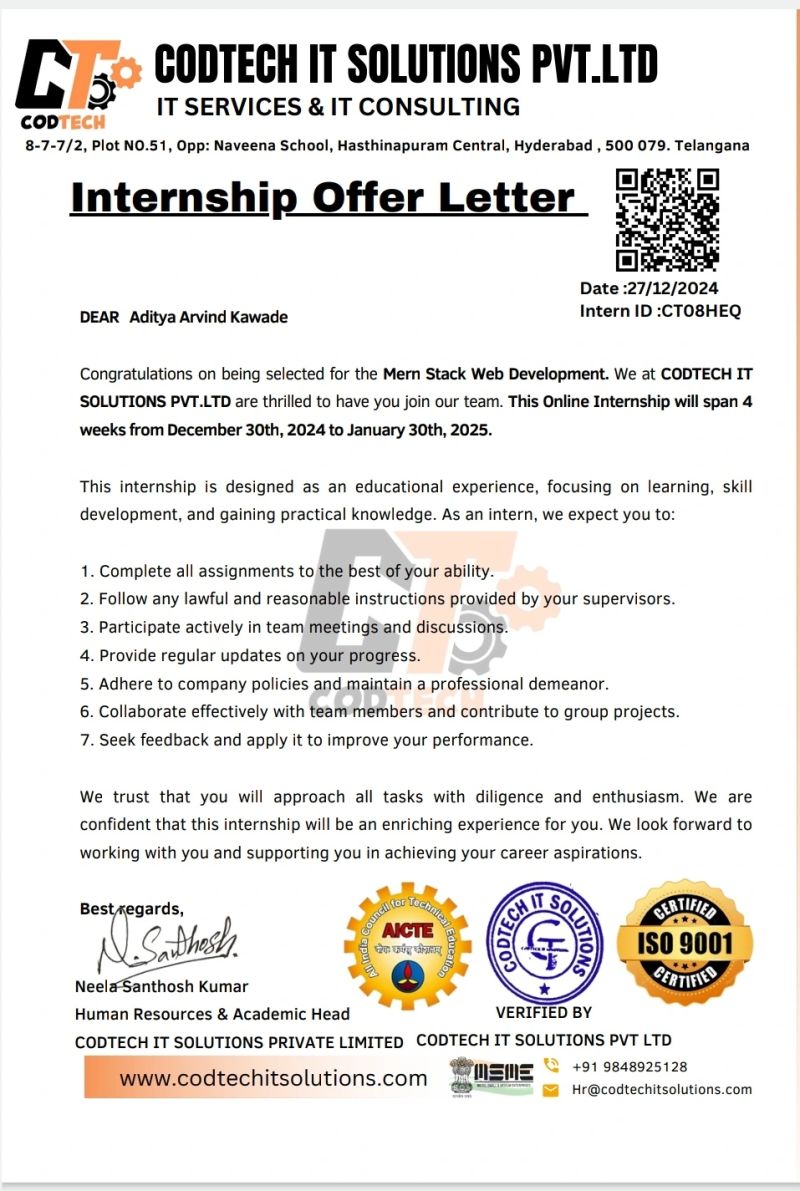 CT
CODTECH
CODTECH IT SOLUTIONS PVT.LTD
IT SERVICES & IT CONSULTING
8-7-7/2, Plot NO.51, Opp: Naveena School, Hasthinapuram Central, Hyderabad , 500 079. Telangana
Internship Offer Letter
Date :27/12/2024
Intern ID :CT08HEQ
DEAR Aditya Arvind Kawade
Congratulations on being selected for the Mern Stack Web Development. We at CODTECH IT
SOLUTIONS PVT.LTD are thrilled to have you join our team. This Online Internship will span 4
weeks from December 30th, 2024 to January 30th, 2025.
This internship is designed as an educational experience, focusing on learning, skill
development, and gaining practical knowledge. As an intern, we expect you to:
1. Complete all assignments to the best of your ability.
2. Follow any lawful and reasonable instructions provided by your supervisors.
3. Participate actively in team meetings and discussions.
4. Provide regular updates on your progress.
5. Adhere to company policies and maintain a professional demeanor.
6. Collaborate effectively with team members and contribute to group projects.
7. Seek feedback and apply it to improve your performance.
CT
CODTECH
We trust that you will approach all tasks with diligence and enthusiasm. We are
confident that this internship will be an enriching experience for you. We look forward to
working with you and supporting you in achieving your career aspirations.
Best regards,
N. Santhosh.
Neela Santhosh Kumar
Human Resources & Academic Head
CODTECH IT SOLUTIONS PRIVATE LIMITED
All India Council for Technical Education
AICTE
CODTECH IT SOLUTIONS
CERTIFIED
ISO 9001
CERTIFIED
VERIFIED BY
CODTECH IT SOLUTIONS PVT LTD
www.codtechitsolutions.com
MSME
+91 9848925128
Hr@codtechitsolutions.com